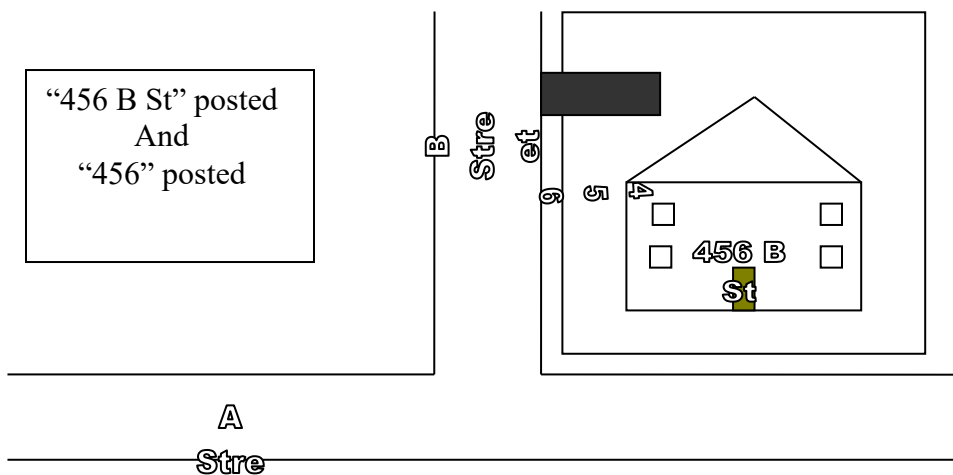 “456 B St” posted
And
“456” posted
B
Stre
et
4
5
6
456 B
St
A
Stre